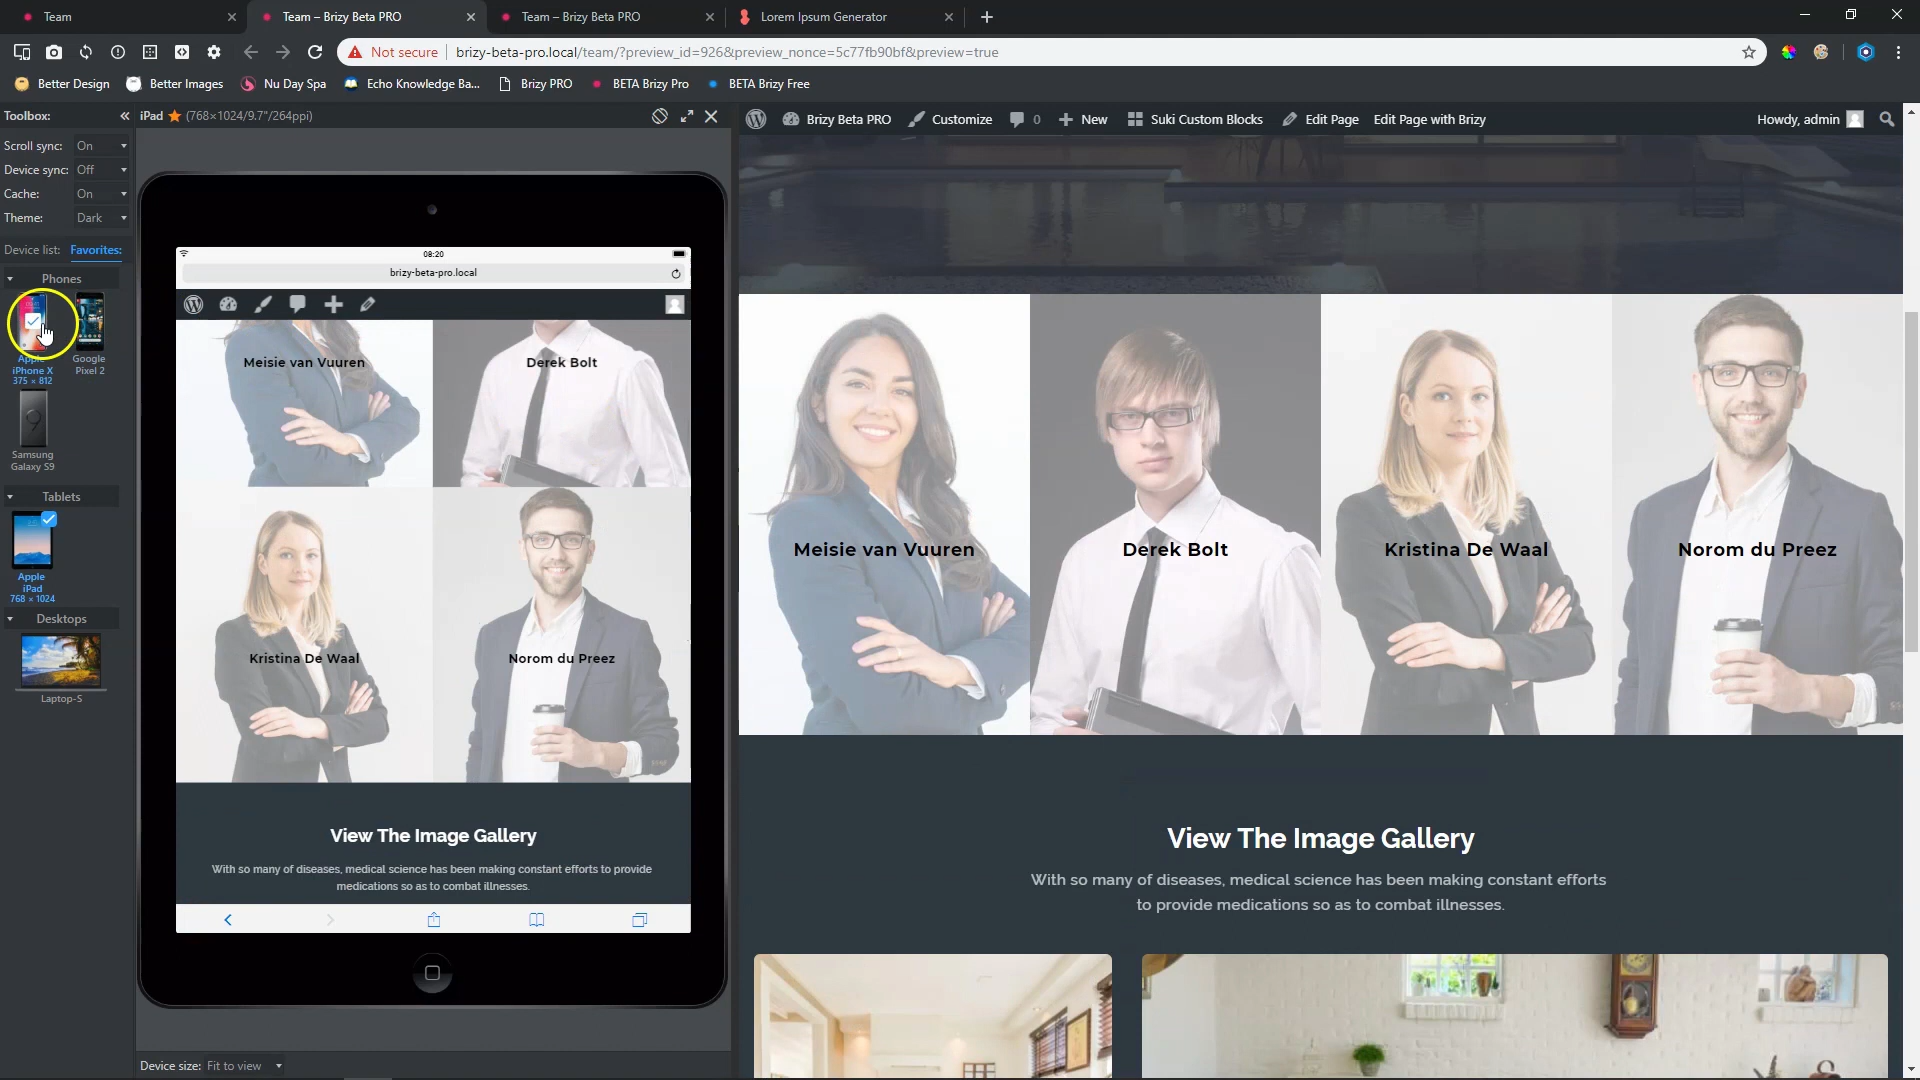 Team
Team – Brizy Beta PRO
Team – Brizy Beta PRO
Lorem Ipsum Generator
Not secure
brizy-beta-pro.local/team/?preview_id=926&preview_nonce=5c77fb90bf&preview=true
Better Design
Better Images
Nu Day Spa
Echo Knowledge Ba...
Brizy PRO
BETA Brizy Pro
BETA Brizy Free
Toolbox:
iPad (768×1024/9.7"/264ppi)
Scroll sync: On
Device sync: Off
Cache: On
Theme: Dark
Device list: Favorites:
Phones
Apple
iPhone X
375 × 812
Google
Pixel 2
9
Samsung
Galaxy S9
Tablets
Apple
iPad
768 × 1024
Desktops
Laptop-S
08:20
brizy-beta-pro.local
Meisie van Vuuren
Derek Bolt
Kristina De Waal
Norom du Preez
View The Image Gallery
With so many of diseases, medical science has been making constant efforts to provide
medications so as to combat illnesses.
Device size: Fit to view
Brizy Beta PRO
Customize
0
New
Suki Custom Blocks
Edit Page
Edit Page with Brizy
Howdy, admin
Meisie van Vuuren
Derek Bolt
Kristina De Waal
Norom du Preez
View The Image Gallery
With so many of diseases, medical science has been making constant efforts
to provide medications so as to combat illnesses.